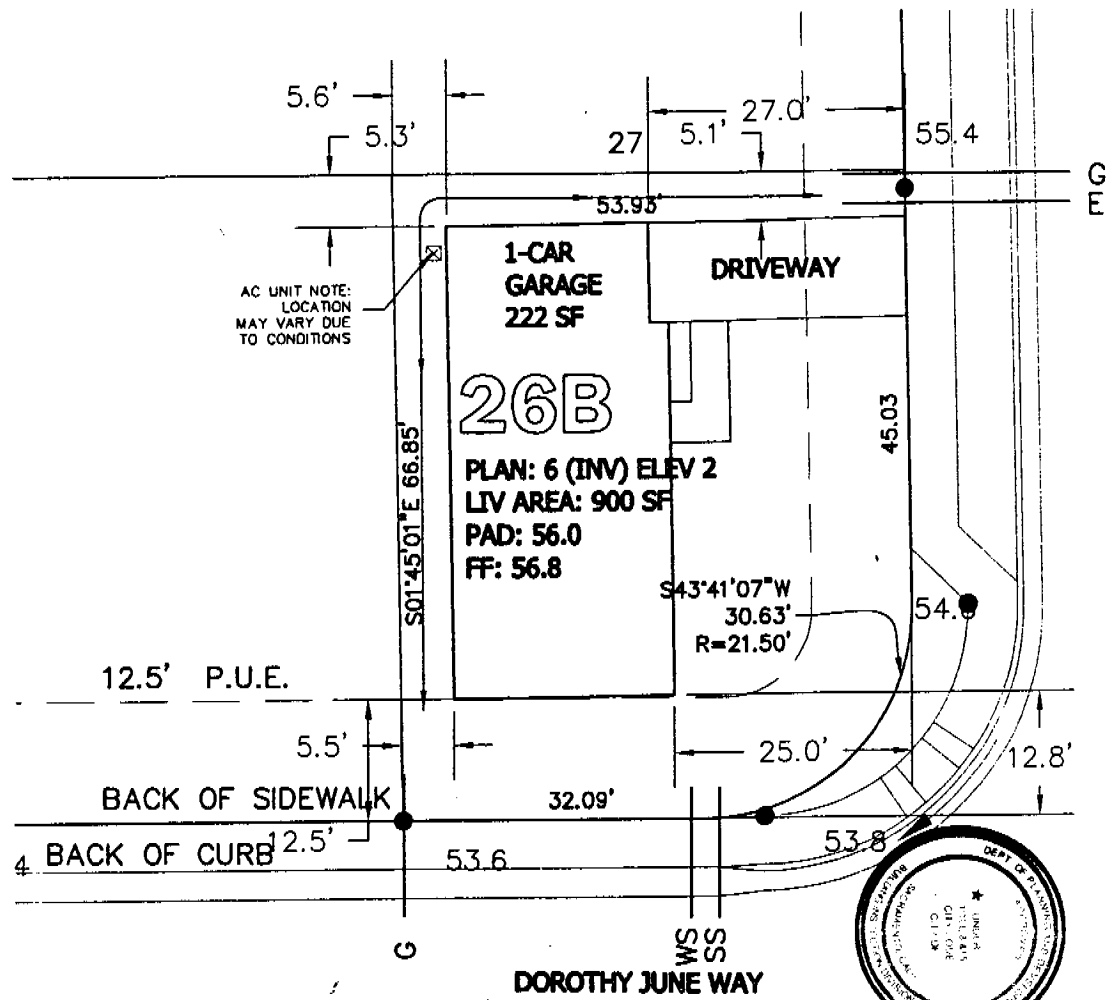 5.6'
5.3'
27
5.1'
27.0'
55.4
G
E
53.93'
1-CAR
GARAGE
222 SF
DRIVEWAY
AC UNIT NOTE:
LOCATION
MAY VARY DUE
TO CONDITIONS
26B
S01°45'01"E 66.85'
45.03
PLAN: 6 (INV) ELEV 2
LIV AREA: 900 SF
PAD: 56.0
FF: 56.8
S43°41'07"W
30.63'
R=21.50'
12.5' P.U.E.
5.5'
25.0'
12.8'
BACK OF SIDEWALK
32.09'
12.5'
4 BACK OF CURB
53.6
53.8
G
WS
SS
DOROTHY JUNE WAY
DEPT OF PLANNING